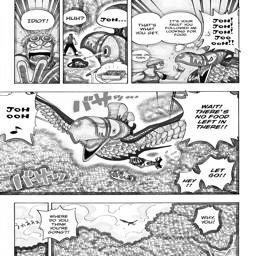 IDIOT!
HUH?
JOH...
THAT'S
WHAT
YOU GET.
IT'S YOUR
FAULT YOU
FOLLOWED ME
LOOKING FOR
FOOD.
JOH
JOH!
JOH!
JOO
OOH!!
JOH
OOH
WAIT!
THERE'S
NO FOOD
LEFT IN
THERE!!
LET
GO!!
HEY
!!
WHERE
DO YOU
THINK
YOU'RE
GOING?!
WHY,
YOU!